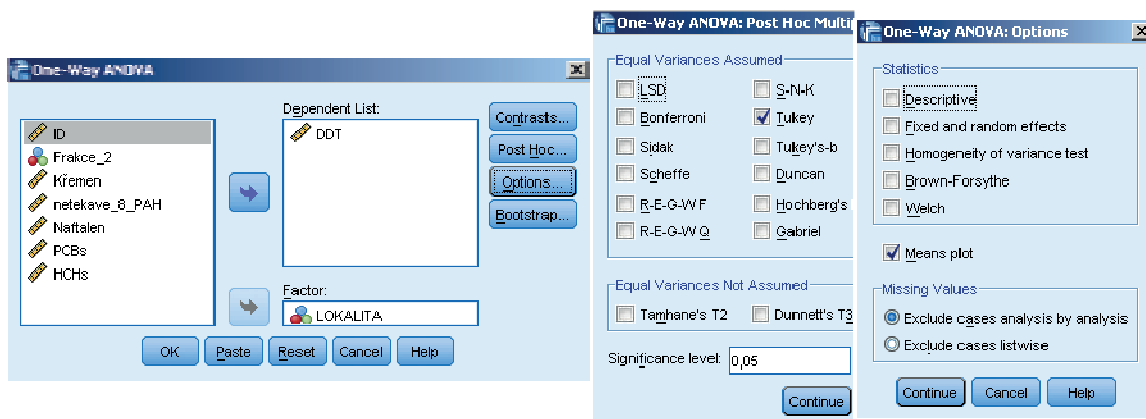 One-Way ANOVA
ID
Frakce_2
Křemen
netekave_8_PAH
Naftalen
PCBs
HCHs
Dependent List:
DDT
Factor:
LOKALITA
Contrasts...
Post Hoc...
Options...
Bootstrap...
OK Paste Reset Cancel Help
One-Way ANOVA: Post Hoc Multip
Equal Variances Assumed
LSD S-N-K
Bonferroni Tukey
Sidak Tukey's-b
Scheffe Duncan
R-E-G-W F Hochberg's
R-E-G-W Q Gabriel
Equal Variances Not Assumed
Tamhane's T2 Dunnett's T3
Significance level: 0,05
Continue
One-Way ANOVA: Options
Statistics
Descriptive
Fixed and random effects
Homogeneity of variance test
Brown-Forsythe
Welch
Means plot
Missing Values
Exclude cases analysis by analysis
Exclude cases listwise
Continue Cancel Help